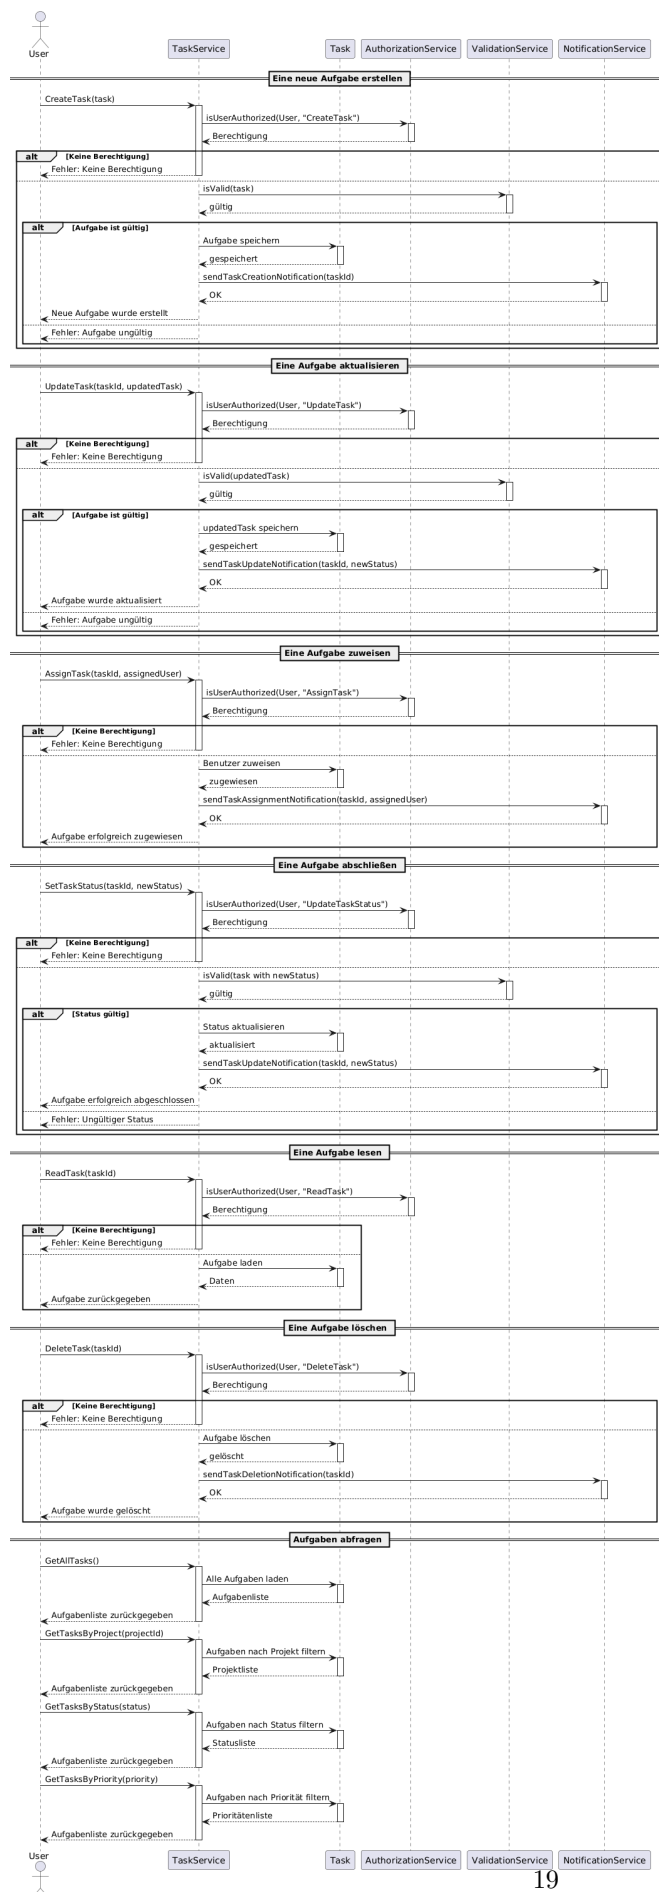 User
TaskService
Task
AuthorizationService
ValidationService
NotificationService
Eine neue Aufgabe erstellen
CreateTask(task)
isUserAuthorized(User, "CreateTask")
Berechtigung
alt [Keine Berechtigung]
Fehler: Keine Berechtigung
isValid(task)
gültig
alt [Aufgabe ist gültig]
Aufgabe speichern
gespeichert
sendTaskCreationNotification(taskId)
OK
Neue Aufgabe wurde erstellt
Fehler: Aufgabe ungültig
Eine Aufgabe aktualisieren
UpdateTask(taskId, updatedTask)
isUserAuthorized(User, "UpdateTask")
Berechtigung
alt [Keine Berechtigung]
Fehler: Keine Berechtigung
isValid(updatedTask)
gültig
alt [Aufgabe ist gültig]
updatedTask speichern
gespeichert
sendTaskUpdateNotification(taskId, newStatus)
OK
Aufgabe wurde aktualisiert
Fehler: Aufgabe ungültig
Eine Aufgabe zuweisen
AssignTask(taskId, assignedUser)
isUserAuthorized(User, "AssignTask")
Berechtigung
alt [Keine Berechtigung]
Fehler: Keine Berechtigung
Benutzer zuweisen
zugewiesen
sendTaskAssignmentNotification(taskId, assignedUser)
OK
Aufgabe erfolgreich zugewiesen
Eine Aufgabe abschließen
SetTaskStatus(taskId, newStatus)
isUserAuthorized(User, "UpdateTaskStatus")
Berechtigung
alt [Keine Berechtigung]
Fehler: Keine Berechtigung
isValid(task with newStatus)
gültig
alt [Status gültig]
Status aktualisieren
aktualisiert
sendTaskUpdateNotification(taskId, newStatus)
OK
Aufgabe erfolgreich abgeschlossen
Fehler: Ungültiger Status
Eine Aufgabe lesen
ReadTask(taskId)
isUserAuthorized(User, "ReadTask")
Berechtigung
alt [Keine Berechtigung]
Fehler: Keine Berechtigung
Aufgabe laden
Daten
Aufgabe zurückgegeben
Eine Aufgabe löschen
DeleteTask(taskId)
isUserAuthorized(User, "DeleteTask")
Berechtigung
alt [Keine Berechtigung]
Fehler: Keine Berechtigung
Aufgabe löschen
gelöscht
sendTaskDeletionNotification(taskId)
OK
Aufgabe wurde gelöscht
Aufgaben abfragen
GetAllTasks()
Alle Aufgaben laden
Aufgabenliste
Aufgabenliste zurückgegeben
GetTasksByProject(projectId)
Aufgaben nach Projekt filtern
Projektliste
Aufgabenliste zurückgegeben
GetTasksByStatus(status)
Aufgaben nach Status filtern
Statusliste
Aufgabenliste zurückgegeben
GetTasksByPriority(priority)
Aufgaben nach Priorität filtern
Prioritätenliste
Aufgabenliste zurückgegeben
User
TaskService
Task
AuthorizationService
ValidationService
NotificationService
19